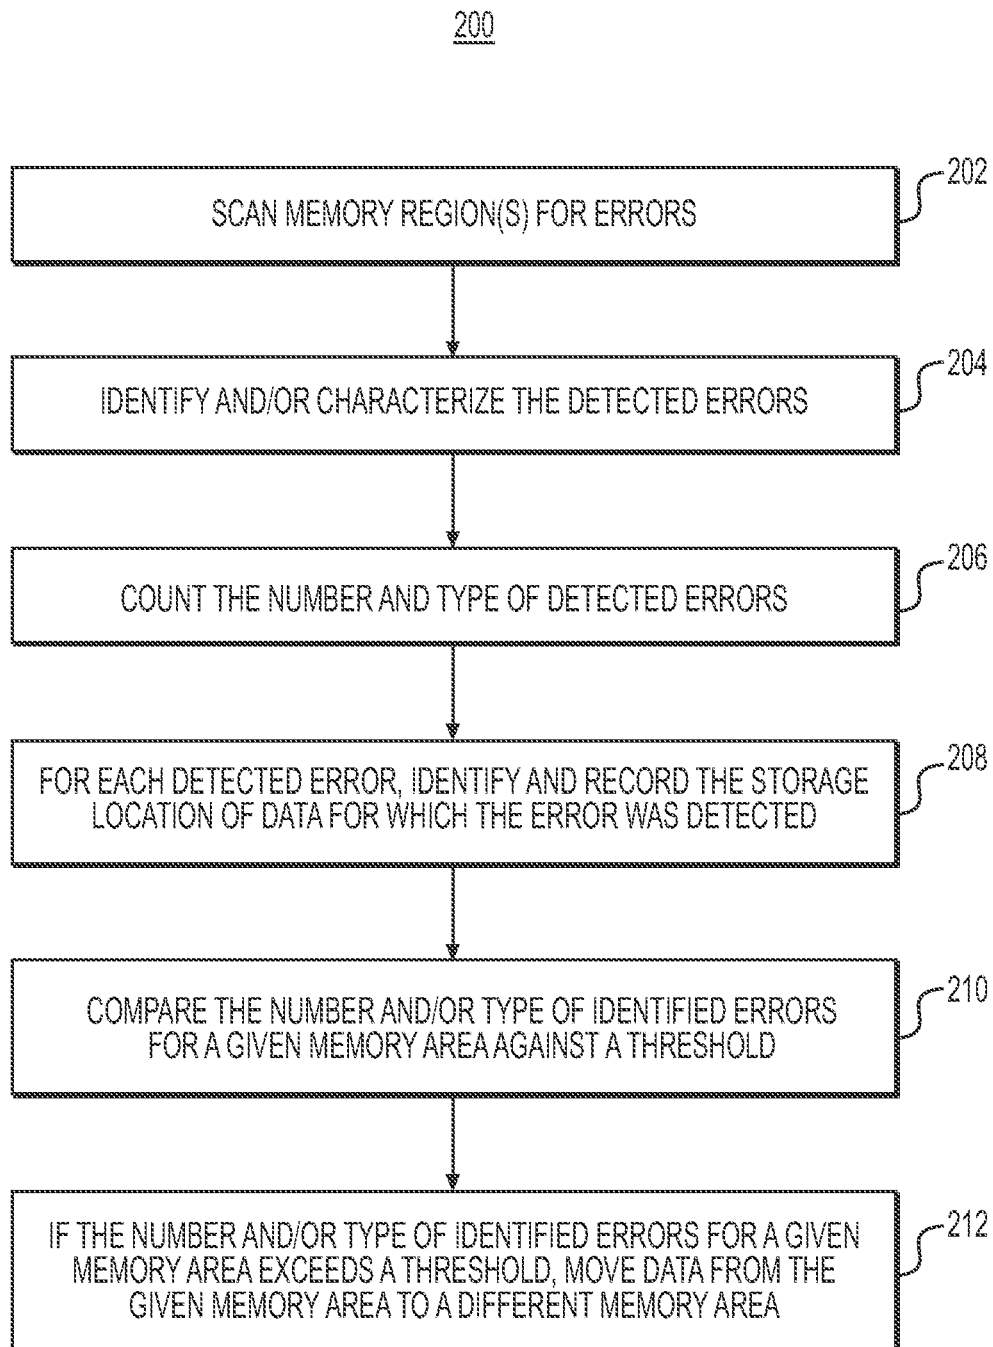 200
202
SCAN MEMORY REGION(S) FOR ERRORS
204
IDENTIFY AND/OR CHARACTERIZE THE DETECTED ERRORS
206
COUNT THE NUMBER AND TYPE OF DETECTED ERRORS
208
FOR EACH DETECTED ERROR, IDENTIFY AND RECORD THE STORAGE
LOCATION OF DATA FOR WHICH THE ERROR WAS DETECTED
210
COMPARE THE NUMBER AND/OR TYPE OF IDENTIFIED ERRORS
FOR A GIVEN MEMORY AREA AGAINST A THRESHOLD
212
IF THE NUMBER AND/OR TYPE OF IDENTIFIED ERRORS FOR A GIVEN
MEMORY AREA EXCEEDS A THRESHOLD, MOVE DATA FROM THE
GIVEN MEMORY AREA TO A DIFFERENT MEMORY AREA